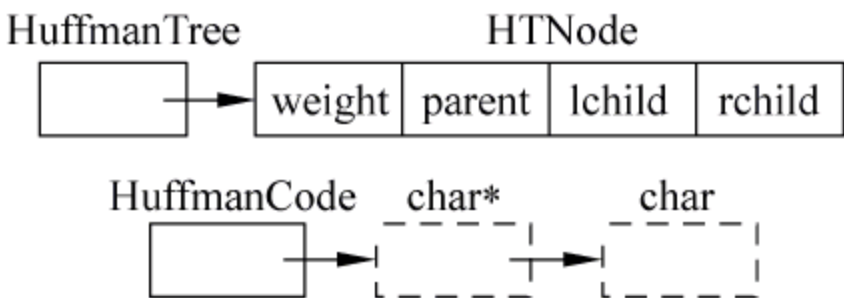 HuffmanTree HTNode
weight parent lchild rchild
HuffmanCode char* char